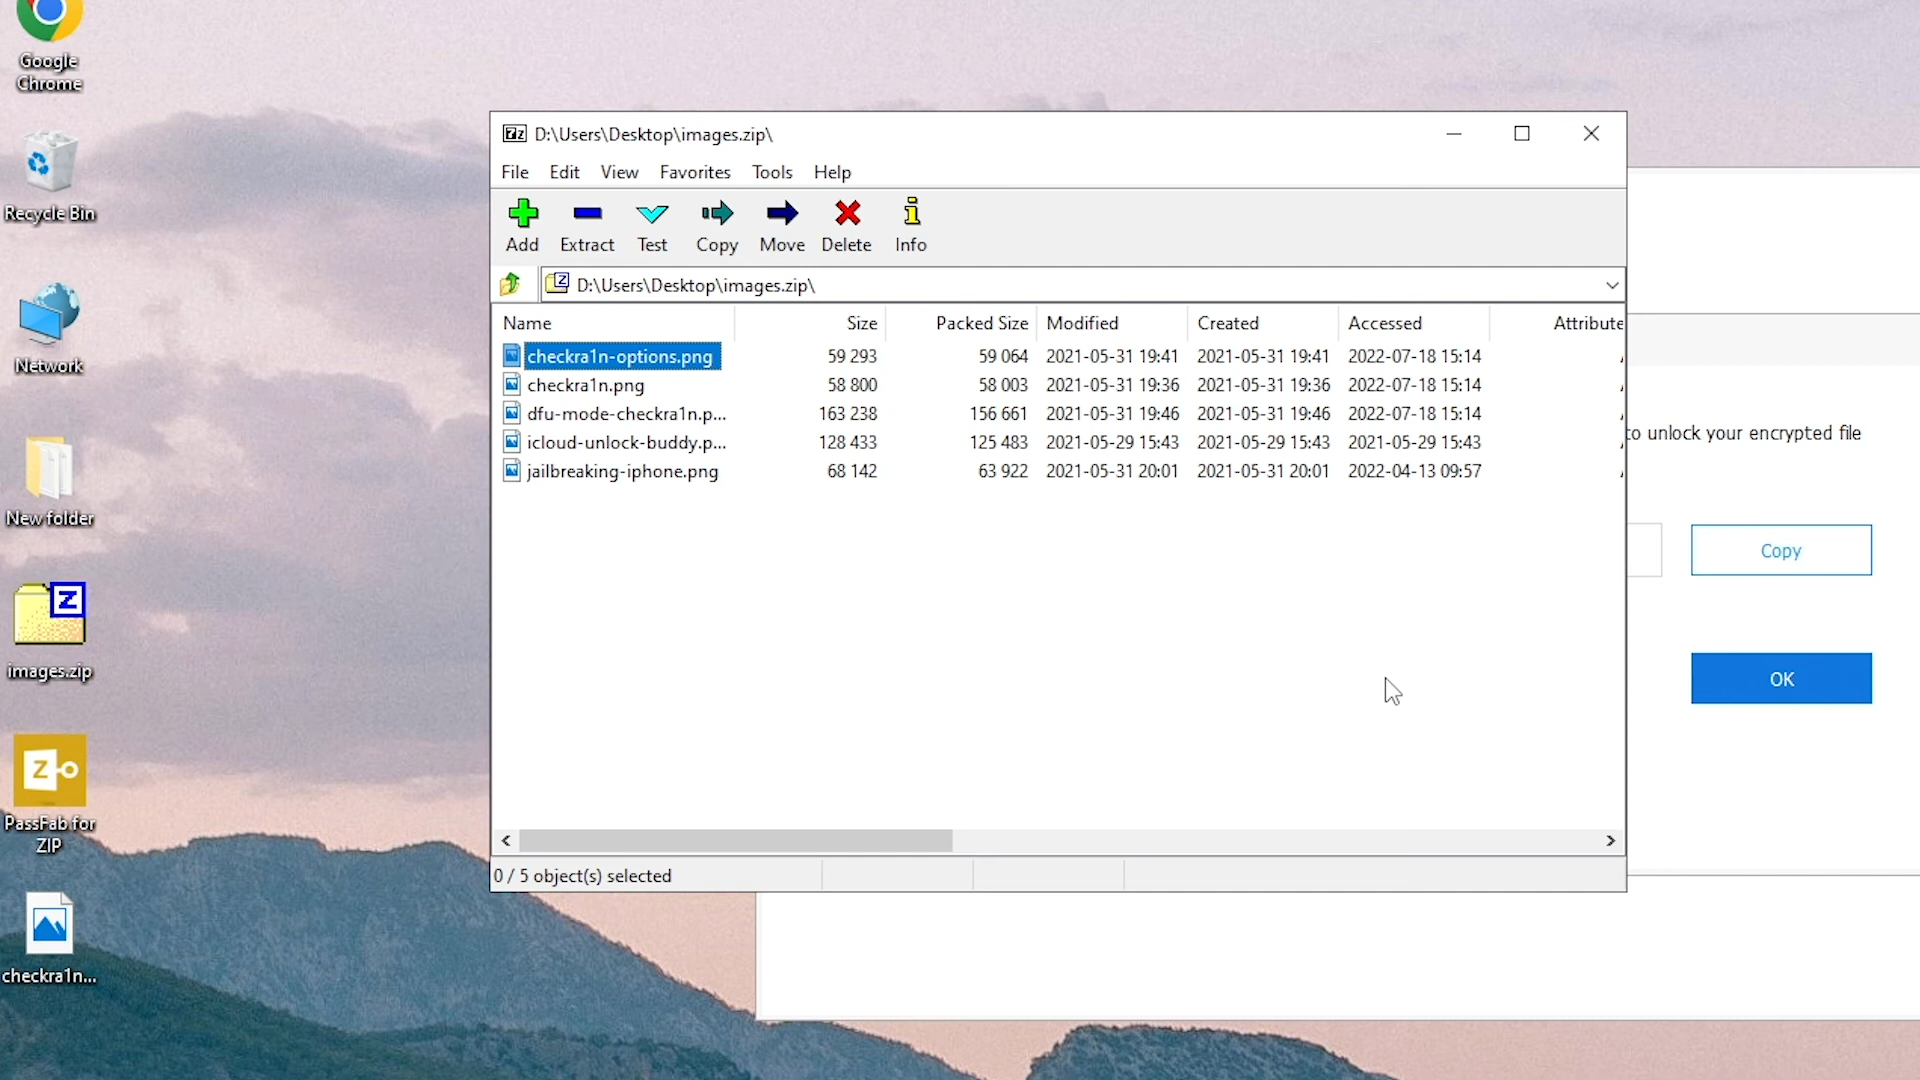 Google
Chrome
Recycle Bin
Network
New folder
Z
images.zip
Z
PassFab for
ZIP
checkra1n...
7z D:\Users\Desktop\images.zip\
File Edit View Favorites Tools Help
Add Extract Test Copy Move Delete Info
D:\Users\Desktop\images.zip\
Name Size Packed Size Modified Created Accessed Attribute
checkra1n-options.png 59 293 59 064 2021-05-31 19:41 2021-05-31 19:41 2022-07-18 15:14
checkra1n.png 58 800 58 003 2021-05-31 19:36 2021-05-31 19:36 2022-07-18 15:14
dfu-mode-checkra1n.p... 163 238 156 661 2021-05-31 19:46 2021-05-31 19:46 2022-07-18 15:14
icloud-unlock-buddy.p... 128 433 125 483 2021-05-29 15:43 2021-05-29 15:43 2021-05-29 15:43
jailbreaking-iphone.png 68 142 63 922 2021-05-31 20:01 2021-05-31 20:01 2022-04-13 09:57
0 / 5 object(s) selected
to unlock your encrypted file
Copy
OK